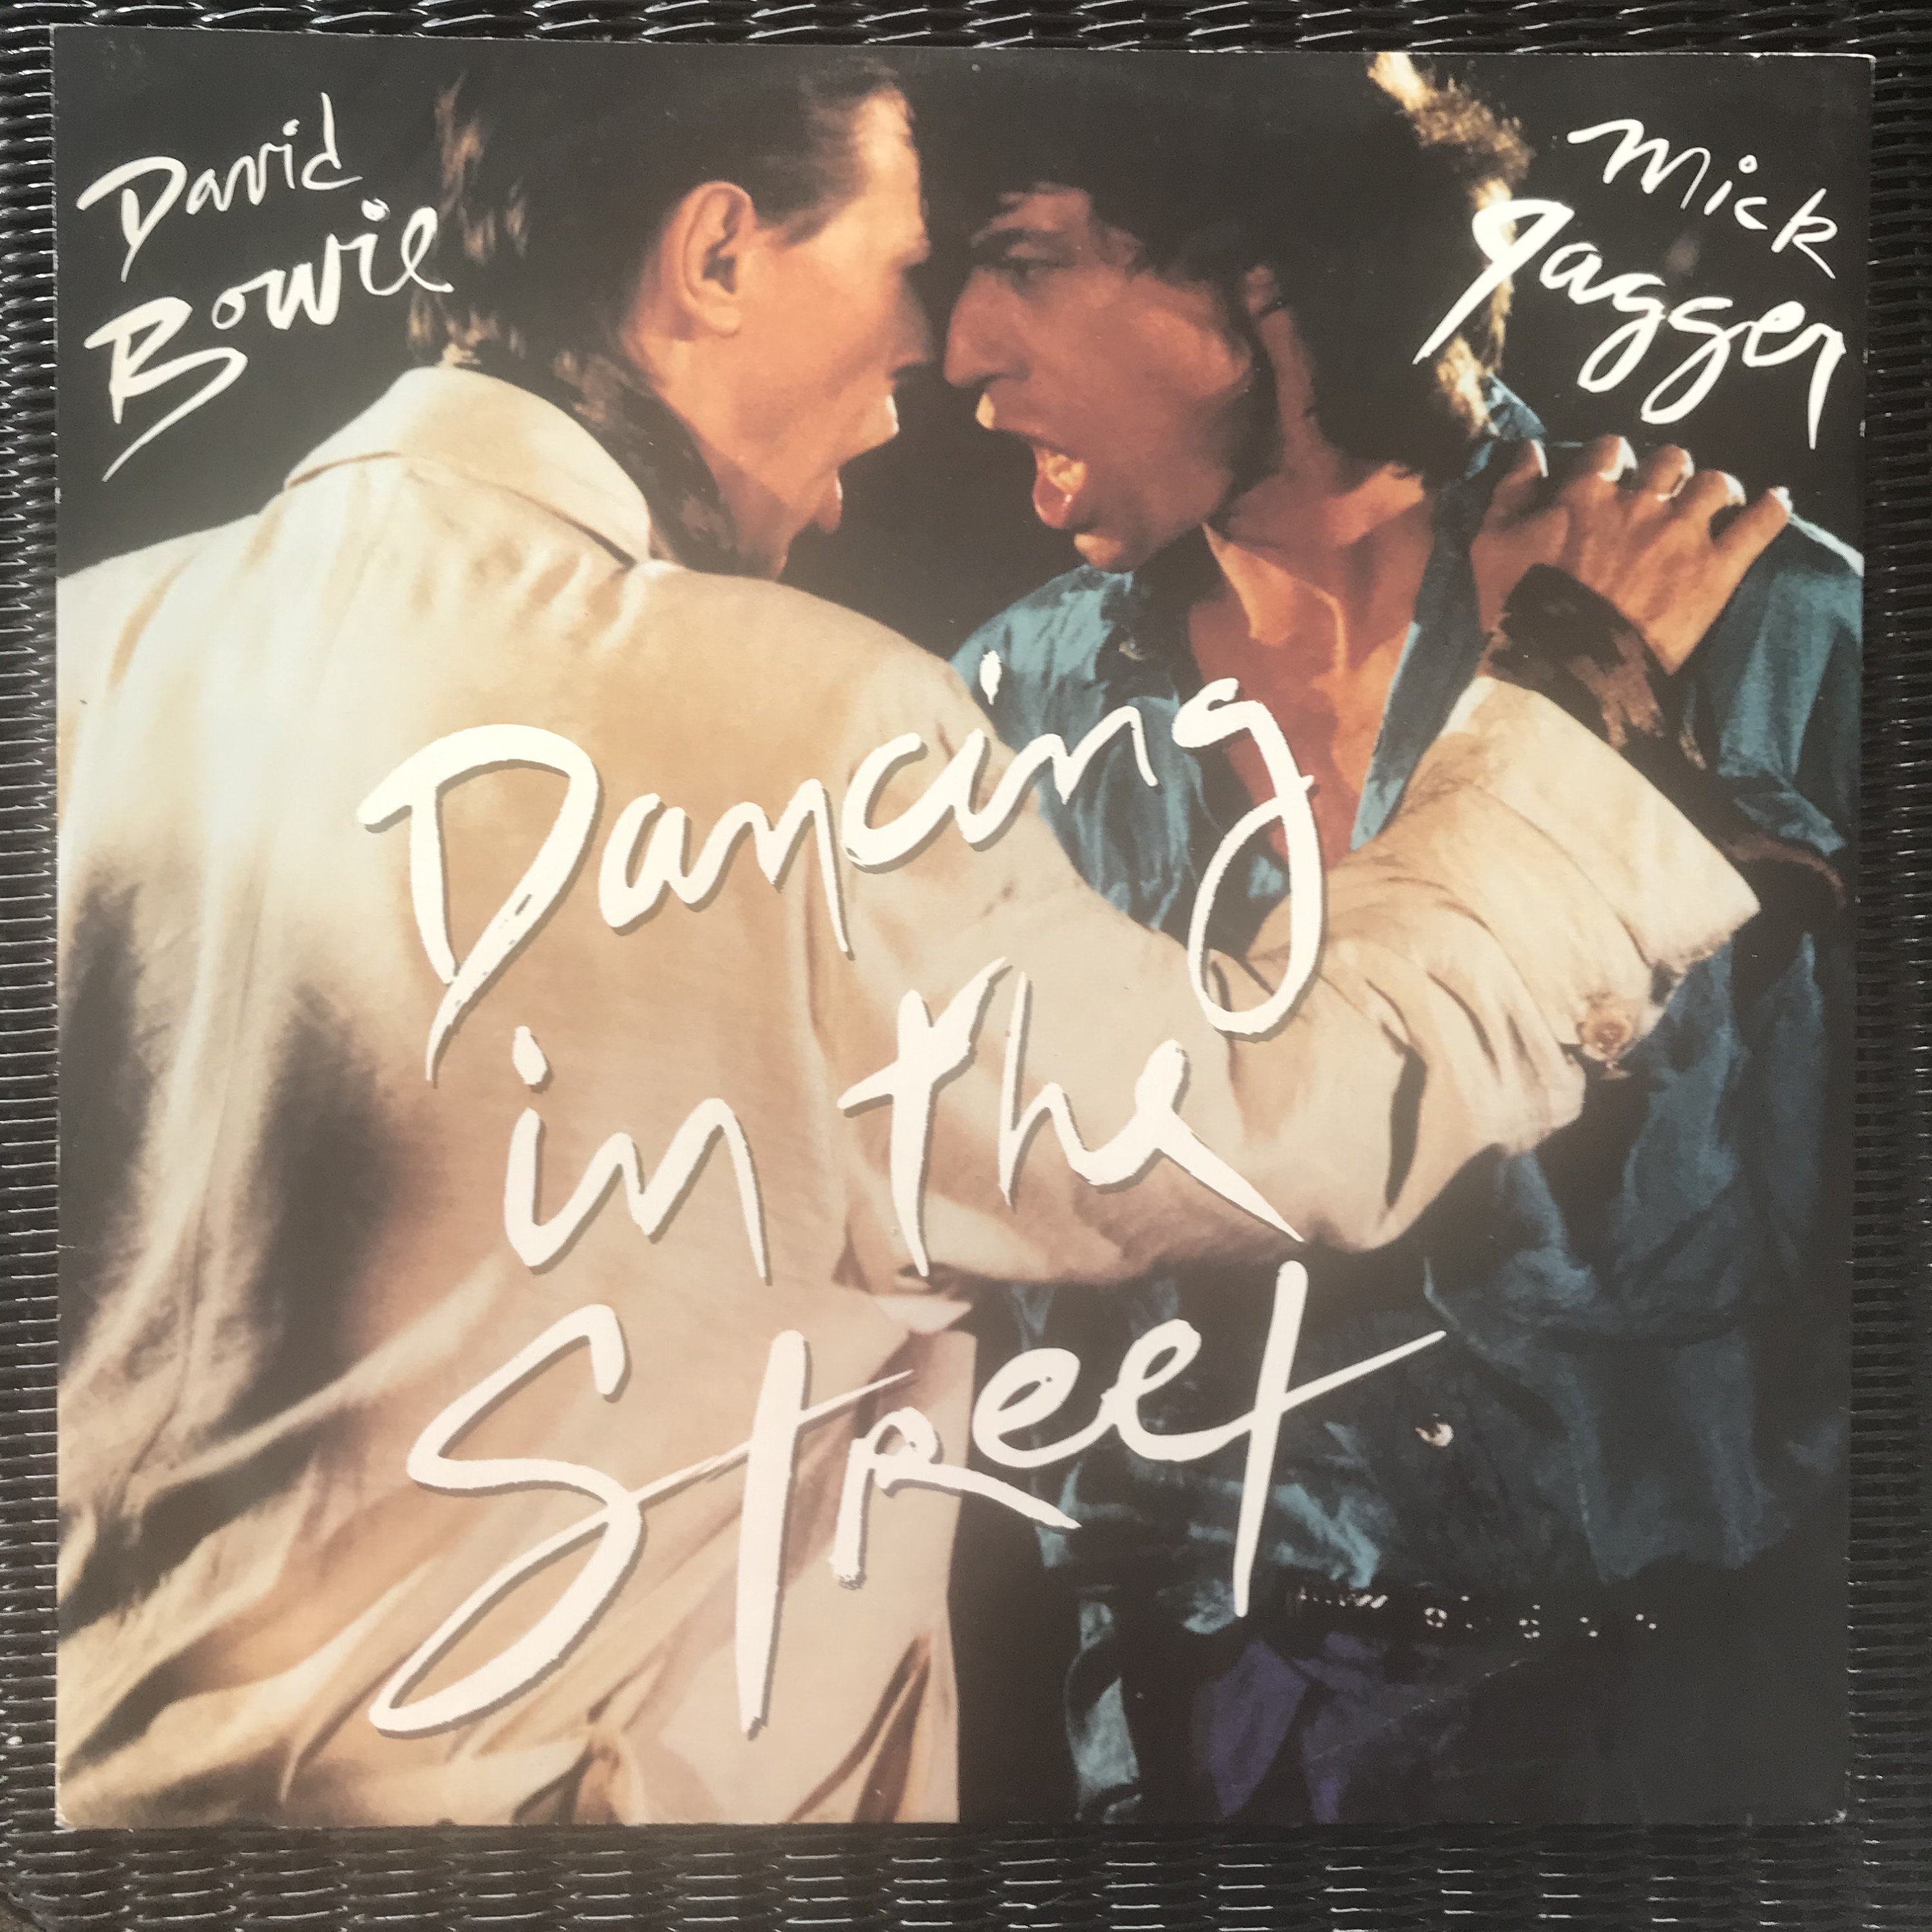 David
Bowie
Mick
Jagger
Dancing
in the
Street